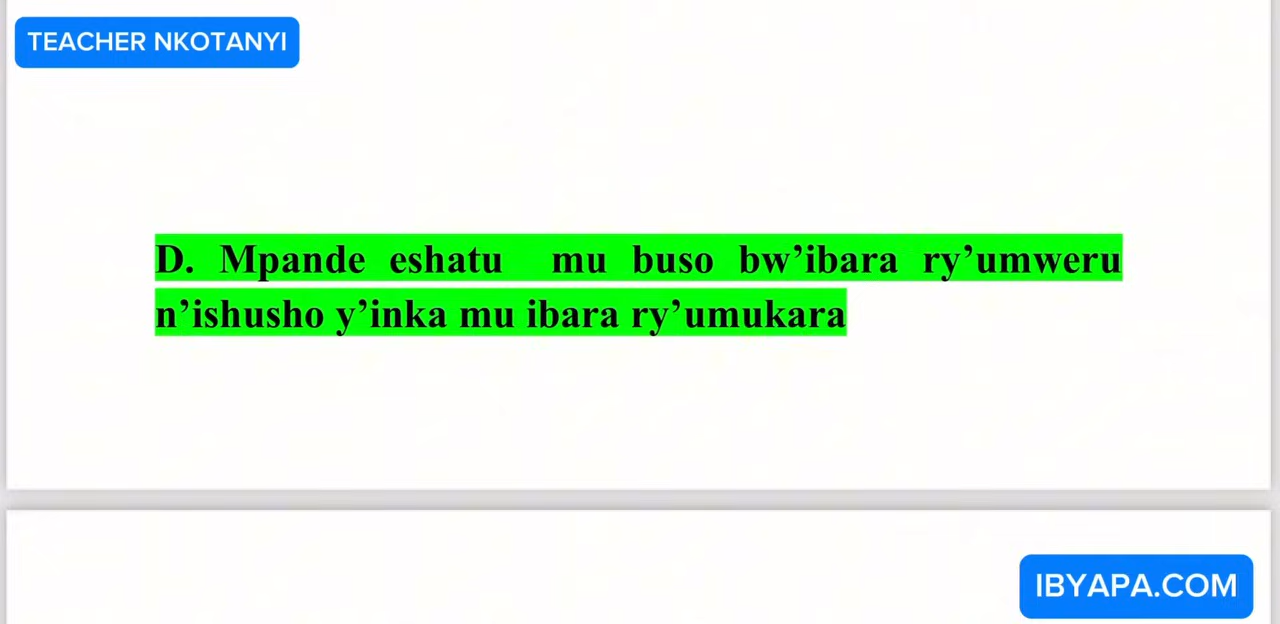 TEACHER NKOTANYI
D. Mpande eshatu mu buso bw’ibara ry’umweru
n’ishusho y’inka mu ibara ry’umukara
IBYAPA.COM